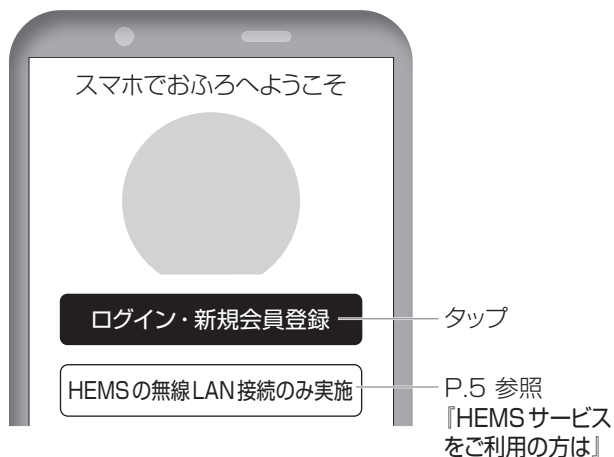 スマホでおふろへようこそ
ログイン・新規会員登録
タップ
HEMSの無線LAN接続のみ実施
P.5 参照
『HEMSサービス
をご利用の方は』